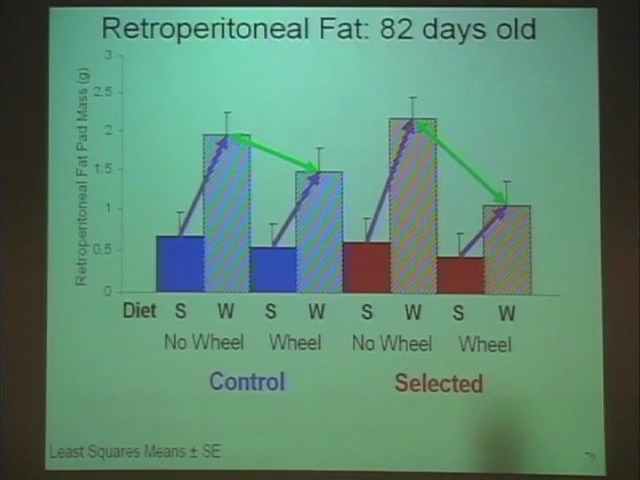 Retroperitoneal Fat: 82 days old
Retroperitoneal Fat Pad Mass (g)
3
2.5
2
1.5
1
0.5
0
Diet S W S W S W S W
No Wheel Wheel No Wheel Wheel
Control Selected
Least Squares Means ± SE